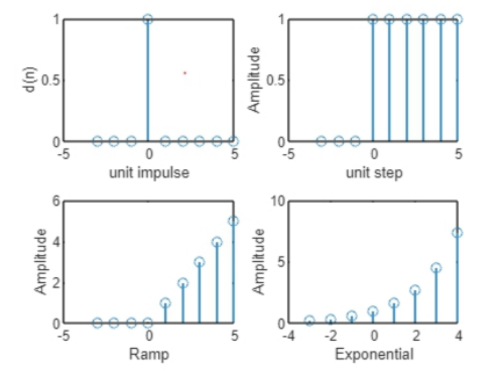 1
0.5
0
d(n)
-5 0 5
unit impulse
1
0.5
0
Amplitude
-5 0 5
unit step
6
4
2
0
Amplitude
-5 0 5
Ramp
10
5
0
Amplitude
-4 -2 0 2 4
Exponential